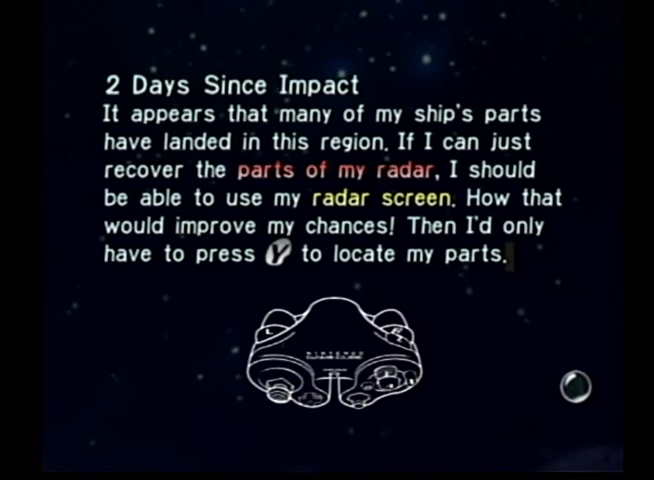 2 Days Since Impact
It appears that many of my ship's parts
have landed in this region. If I can just
recover the parts of my radar, I should
be able to use my radar screen. How that
would improve my chances! Then I'd only
have to press Y to locate my parts.
L